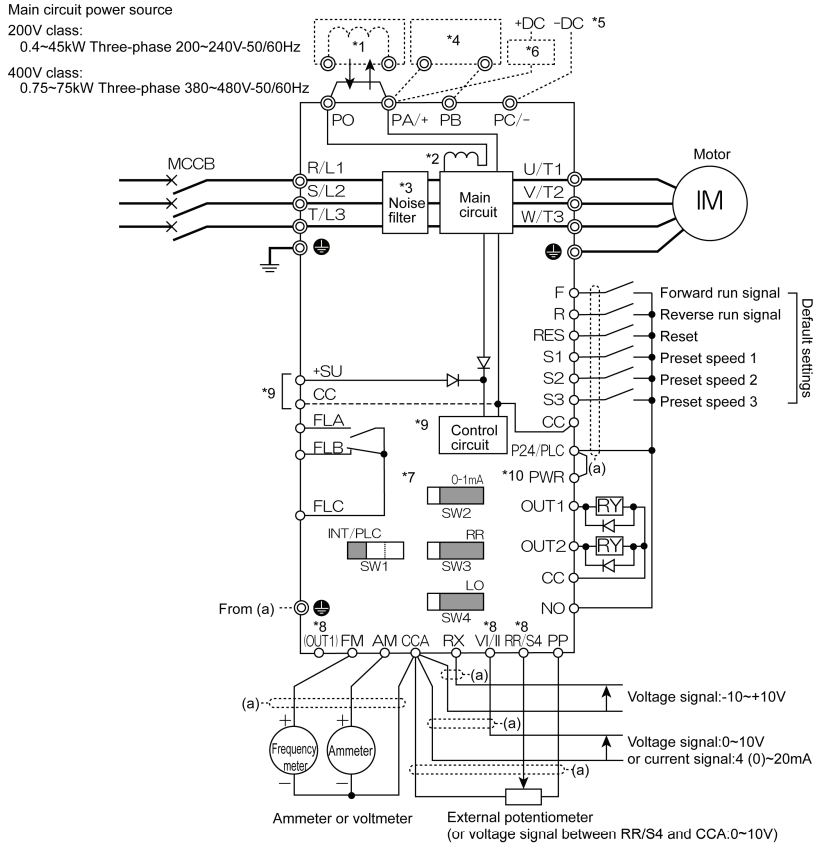 Main circuit power source
200V class:
0.4~45kW Three-phase 200~240V-50/60Hz
400V class:
0.75~75kW Three-phase 380~480V-50/60Hz
*1
*4
+DC -DC *5
*6
PO
PA/+
PB
PC/-
MCCB
R/L1
S/L2
T/L3
*2
*3
Noise
filter
Main
circuit
U/T1
V/T2
W/T3
Motor
IM
F
R
RES
S1
S2
S3
CC
P24/PLC
*10 PWR
(a)
Forward run signal
Reverse run signal
Reset
Preset speed 1
Preset speed 2
Preset speed 3
Default settings
*9
+SU
CC
FLA
FLB
FLC
*9
Control
circuit
*7
0-1mA
SW2
INT/PLC
SW1
RR
SW3
LO
SW4
OUT1
RY
OUT2
RY
CC
NO
From (a)
*8
(OUT1)
FM
AM
CCA
RX
*8
VI/II
*8
RR/S4
PP
(a)
(a)
(a)
(a)
+
Frequency
meter
-
+
Ammeter
-
Voltage signal:-10~+10V
Voltage signal:0~10V
or current signal:4 (0)~20mA
Ammeter or voltmeter
External potentiometer
(or voltage signal between RR/S4 and CCA:0~10V)